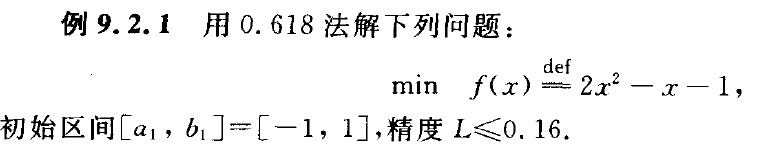 例 9.2.1 用 0.618 法解下列问题：
min f(x) def= 2x² − x − 1,
初始区间[a₁, b₁]=[−1, 1],精度 L≤0.16.